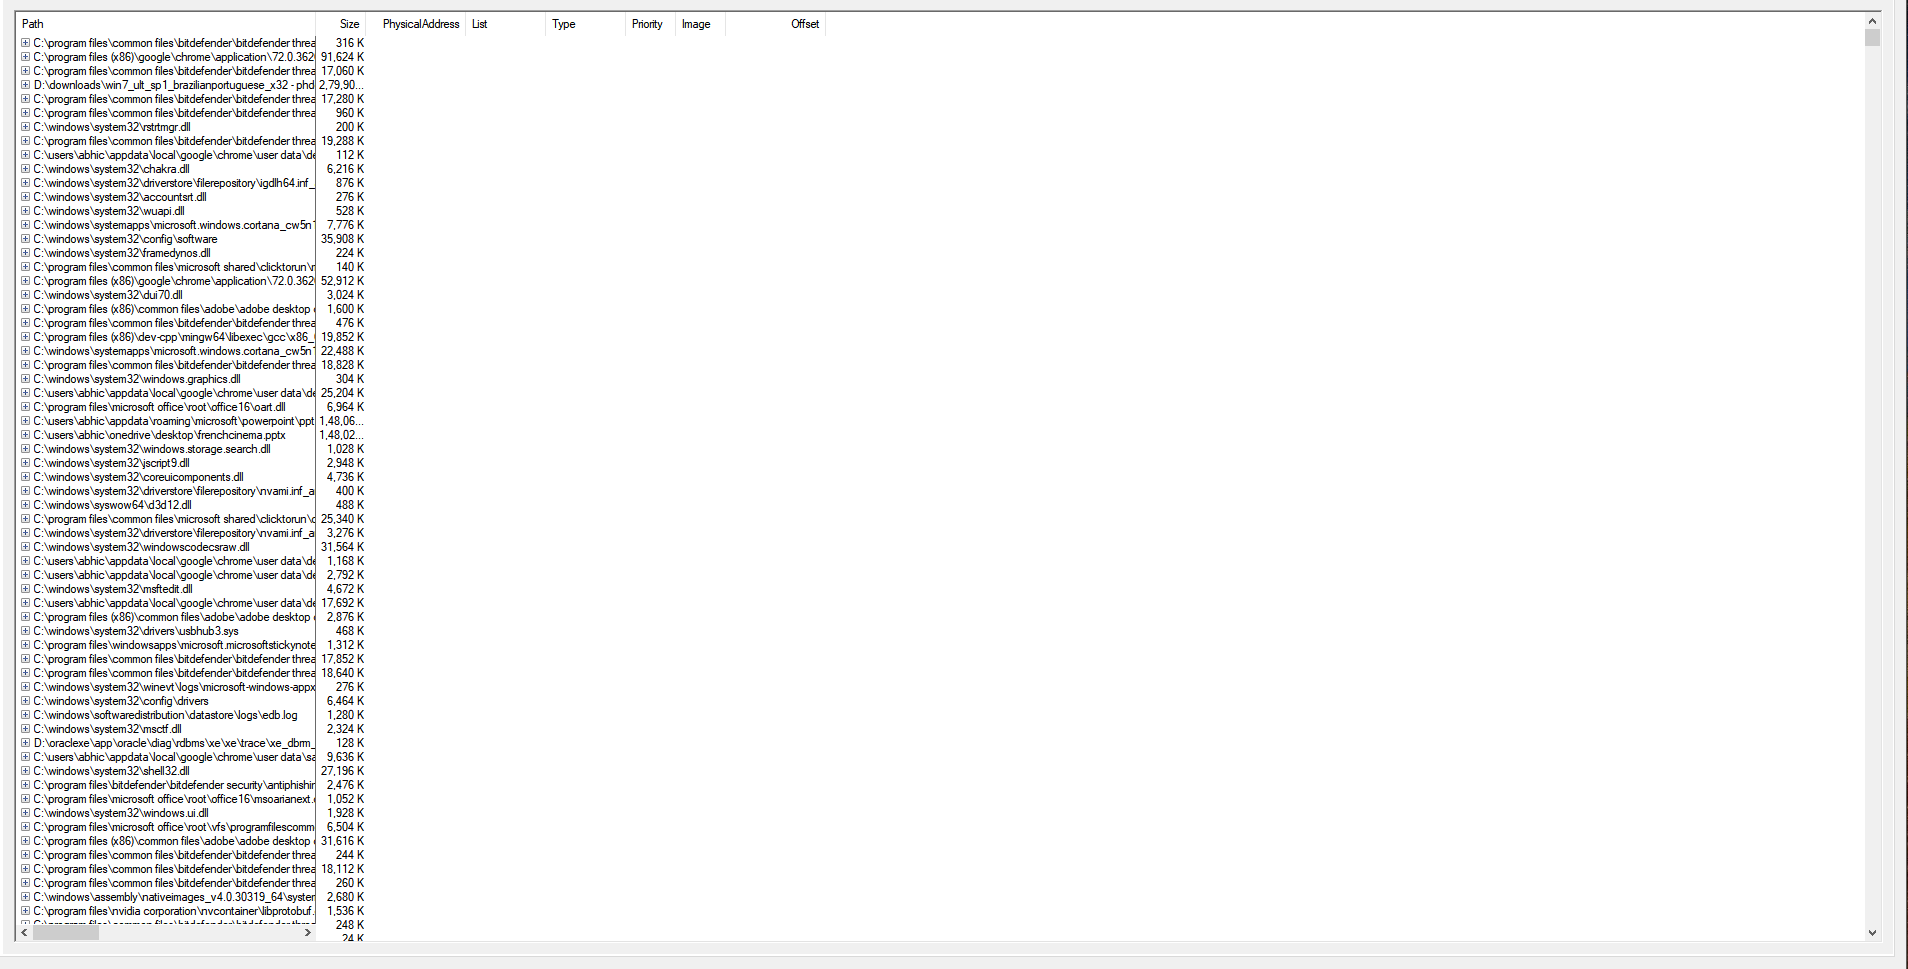 Path Size PhysicalAddress List Type Priority Image Offset
C:\program files\common files\bitdefender\bitdefender threa 316 K
C:\program files (x86)\google\chrome\application\72.0.362 91,624 K
C:\program files\common files\bitdefender\bitdefender threa 17,060 K
D:\downloads\win7_ult_sp1_brazilianportuguese_x32 - phd 2,79,90...
C:\program files\common files\bitdefender\bitdefender threa 17,280 K
C:\program files\common files\bitdefender\bitdefender threa 960 K
C:\windows\system32\rstrtmgr.dll 200 K
C:\program files\common files\bitdefender\bitdefender threa 19,288 K
C:\users\abhic\appdata\local\google\chrome\user data\de 112 K
C:\windows\system32\chakra.dll 6,216 K
C:\windows\system32\driverstore\filerepository\igdlh64.inf_ 876 K
C:\windows\system32\accountsrt.dll 276 K
C:\windows\system32\wuapi.dll 528 K
C:\windows\systemapps\microsoft.windows.cortana_cw5n1 7,776 K
C:\windows\system32\config\software 35,908 K
C:\windows\system32\framedynos.dll 224 K
C:\program files\common files\microsoft shared\clicktorun\r 140 K
C:\program files (x86)\google\chrome\application\72.0.362 52,912 K
C:\windows\system32\dui70.dll 3,024 K
C:\program files (x86)\common files\adobe\adobe desktop c 1,600 K
C:\program files\common files\bitdefender\bitdefender threa 476 K
C:\program files (x86)\dev-cpp\mingw64\libexec\gcc\x86_ 19,852 K
C:\windows\systemapps\microsoft.windows.cortana_cw5n1 22,488 K
C:\program files\common files\bitdefender\bitdefender threa 18,828 K
C:\windows\system32\windows.graphics.dll 304 K
C:\users\abhic\appdata\local\google\chrome\user data\de 25,204 K
C:\program files\microsoft office\root\office16\oart.dll 6,964 K
C:\users\abhic\appdata\roaming\microsoft\powerpoint\ppt 1,48,06...
C:\users\abhic\onedrive\desktop\frenchcinema.pptx 1,48,02...
C:\windows\system32\windows.storage.search.dll 1,028 K
C:\windows\system32\jscript9.dll 2,948 K
C:\windows\system32\coreuicomponents.dll 4,736 K
C:\windows\system32\driverstore\filerepository\nvami.inf_a 400 K
C:\windows\syswow64\d3d12.dll 488 K
C:\program files\common files\microsoft shared\clicktorun\c 25,340 K
C:\windows\system32\driverstore\filerepository\nvami.inf_a 3,276 K
C:\windows\system32\windowscodecsraw.dll 31,564 K
C:\users\abhic\appdata\local\google\chrome\user data\de 1,168 K
C:\users\abhic\appdata\local\google\chrome\user data\de 2,792 K
C:\windows\system32\msftedit.dll 4,672 K
C:\users\abhic\appdata\local\google\chrome\user data\de 17,692 K
C:\program files (x86)\common files\adobe\adobe desktop c 2,876 K
C:\windows\system32\drivers\usbhub3.sys 468 K
C:\program files\windowsapps\microsoft.microsoftstickynote 1,312 K
C:\program files\common files\bitdefender\bitdefender threa 17,852 K
C:\program files\common files\bitdefender\bitdefender threa 18,640 K
C:\windows\system32\winevt\logs\microsoft-windows-appx 276 K
C:\windows\system32\config\drivers 6,464 K
C:\windows\softwaredistribution\datastore\logs\edb.log 1,280 K
C:\windows\system32\msctf.dll 2,324 K
D:\oraclexe\app\oracle\diag\rdbms\xe\xe\trace\xe_dbrm_ 128 K
C:\users\abhic\appdata\local\google\chrome\user data\sa 9,636 K
C:\windows\system32\shell32.dll 27,196 K
C:\program files\bitdefender\bitdefender security\antiphishin 2,476 K
C:\program files\microsoft office\root\office16\msoarianext. 1,052 K
C:\windows\system32\windows.ui.dll 1,928 K
C:\program files\microsoft office\root\vfs\programfilescomm 6,504 K
C:\program files (x86)\common files\adobe\adobe desktop c 31,616 K
C:\program files\common files\bitdefender\bitdefender threa 244 K
C:\program files\common files\bitdefender\bitdefender threa 18,112 K
C:\program files\common files\bitdefender\bitdefender threa 260 K
C:\windows\assembly\nativeimages_v4.0.30319_64\system 2,680 K
C:\program files\nvidia corporation\nvcontainer\libprotobuf. 1,536 K
248 K
24 K